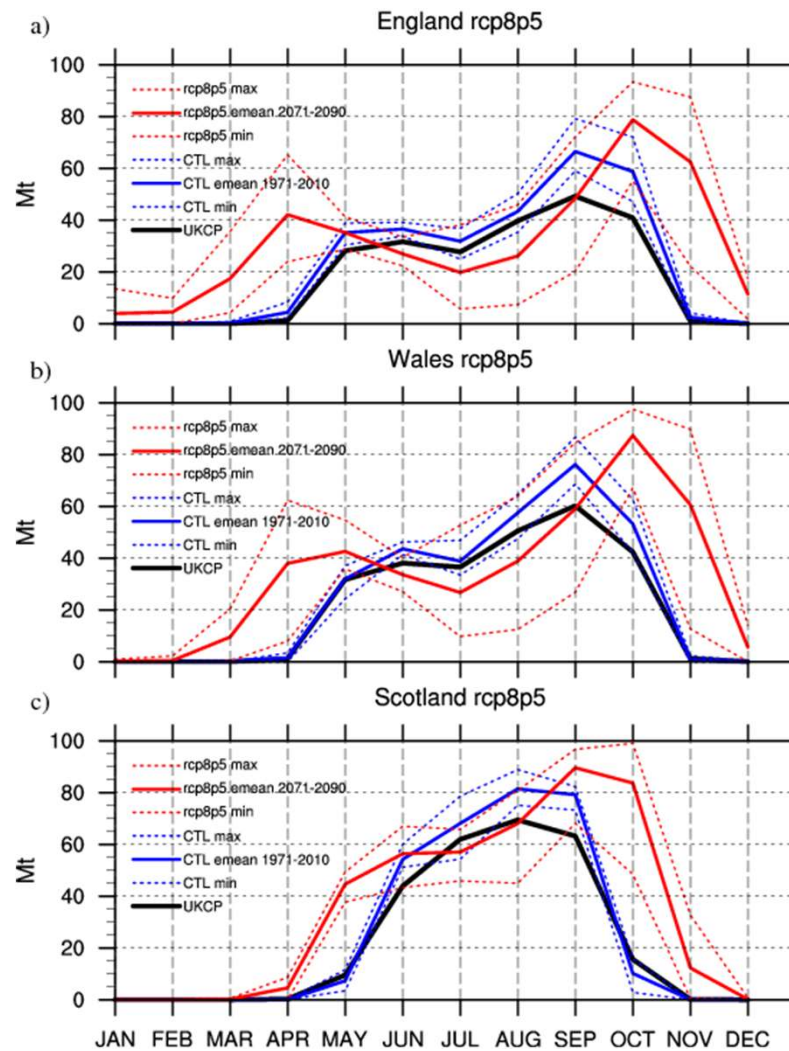 a)
England rcp8p5
100
80
60
40
20
0
Mt
rcp8p5 max
rcp8p5 emean 2071-2090
rcp8p5 min
CTL max
CTL emean 1971-2010
CTL min
UKCP
b)
Wales rcp8p5
100
80
60
40
20
0
Mt
rcp8p5 max
rcp8p5 emean 2071-2090
rcp8p5 min
CTL max
CTL emean 1971-2010
CTL min
UKCP
c)
Scotland rcp8p5
100
80
60
40
20
0
Mt
rcp8p5 max
rcp8p5 emean 2071-2090
rcp8p5 min
CTL max
CTL emean 1971-2010
CTL min
UKCP
JAN FEB MAR APR MAY JUN JUL AUG SEP OCT NOV DEC